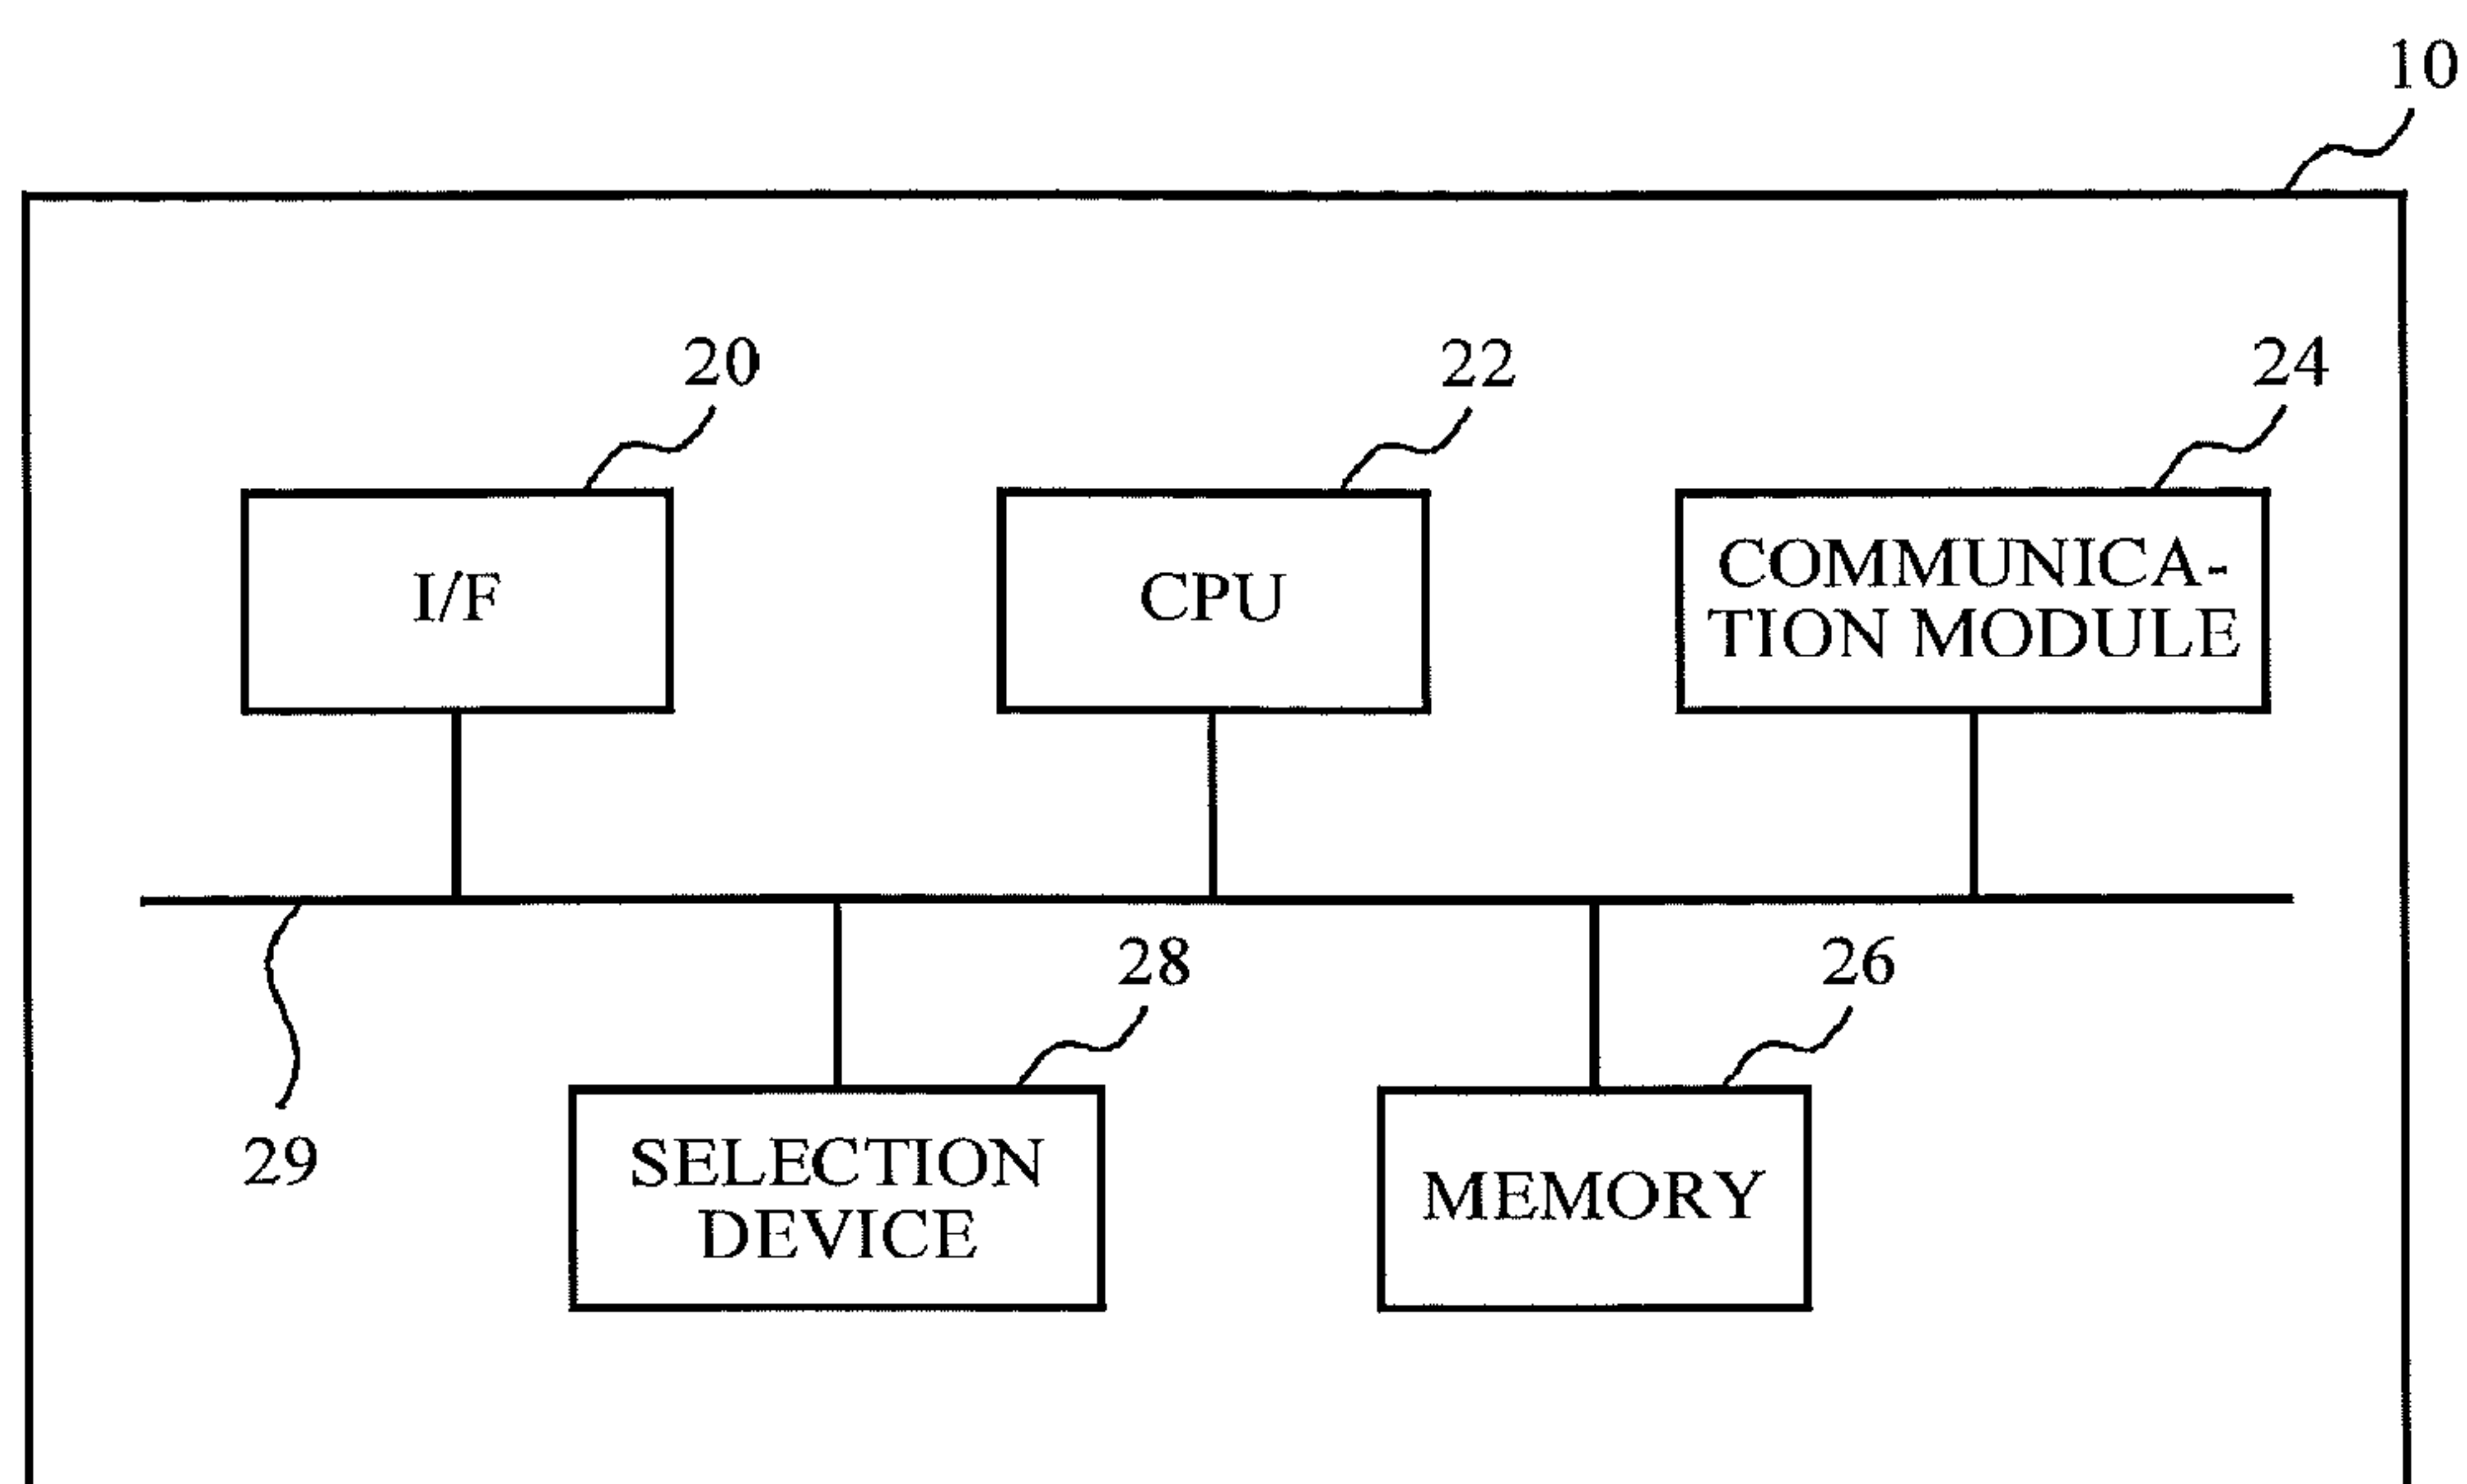 10
20
22
24
I/F
CPU
COMMUNICA-
TION MODULE
28
26
29
SELECTION
DEVICE
MEMORY